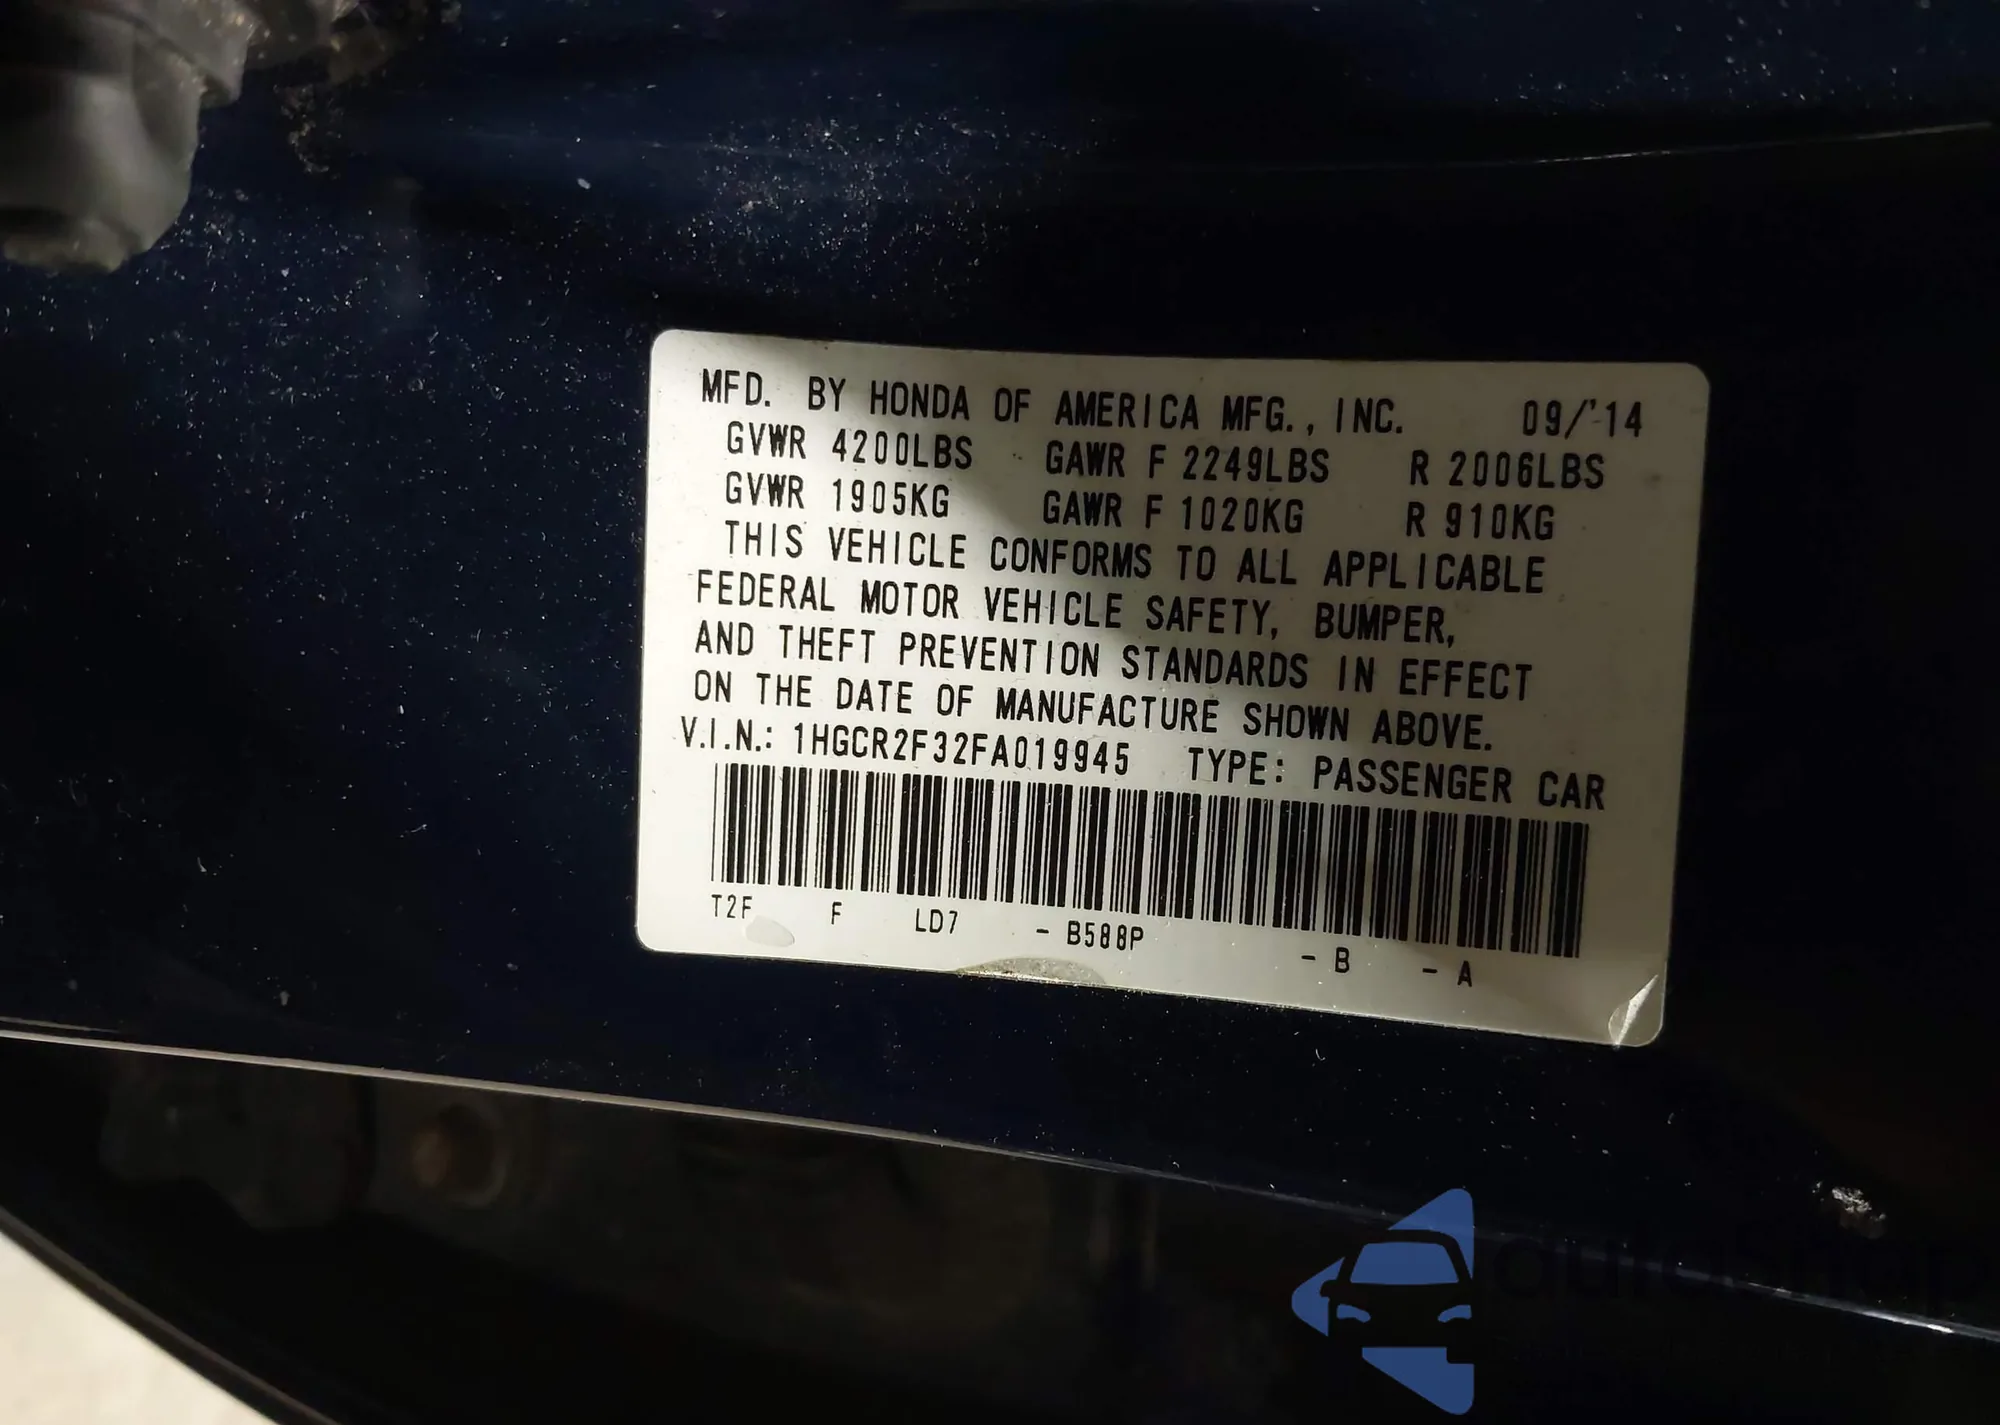 MFD. BY HONDA OF AMERICA MFG., INC. 09/'14
GVWR 4200LBS GAWR F 2249LBS R 2006LBS
GVWR 1905KG GAWR F 1020KG R 910KG
THIS VEHICLE CONFORMS TO ALL APPLICABLE
FEDERAL MOTOR VEHICLE SAFETY, BUMPER,
AND THEFT PREVENTION STANDARDS IN EFFECT
ON THE DATE OF MANUFACTURE SHOWN ABOVE.
V.I.N.: 1HGCR2F32FA019945 TYPE: PASSENGER CAR
T2F F LD7 - B588P - B - A